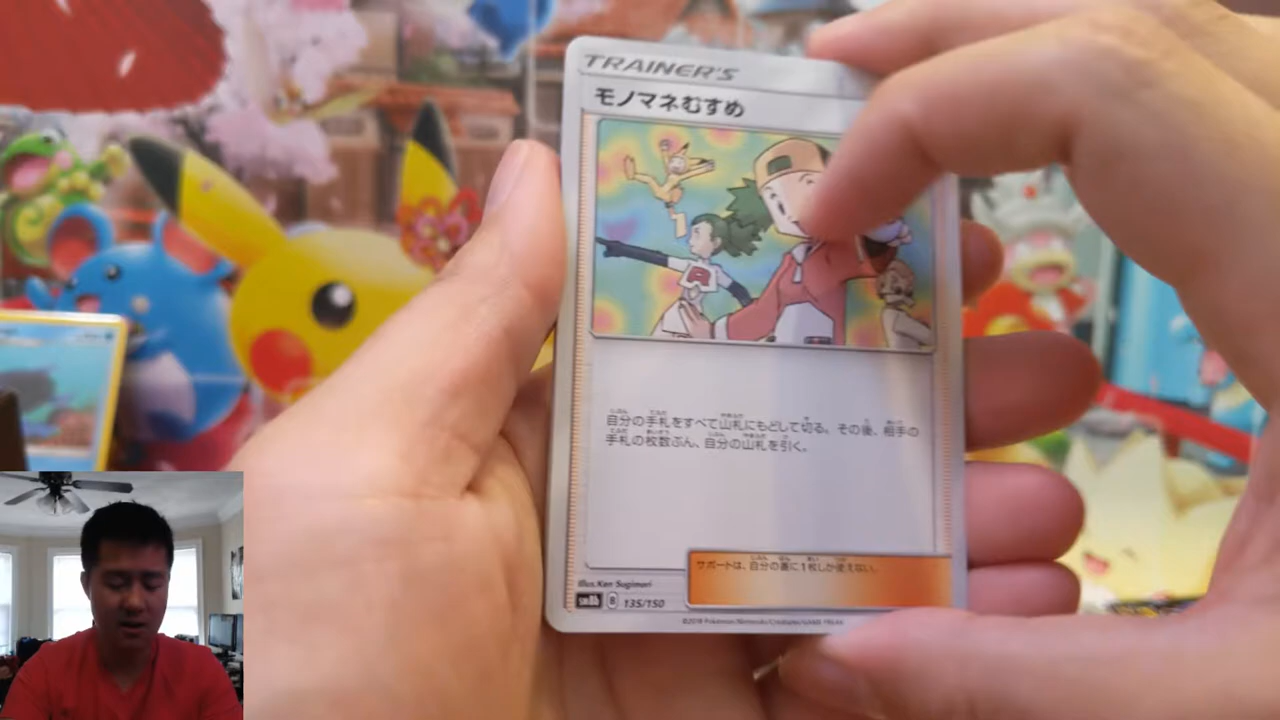 TRAINER'S
モノマネむすめ
R
自分の手札をすべて山札にもどして切る。その後、相手の
手札の枚数ぶん、自分の山札を引く。
サポートは、自分の番に1枚しか使えない。
Illus. Ken Sugimori
SM8b B 135/150
©2018 Pokémon/Nintendo/Creatures/GAME FREAK